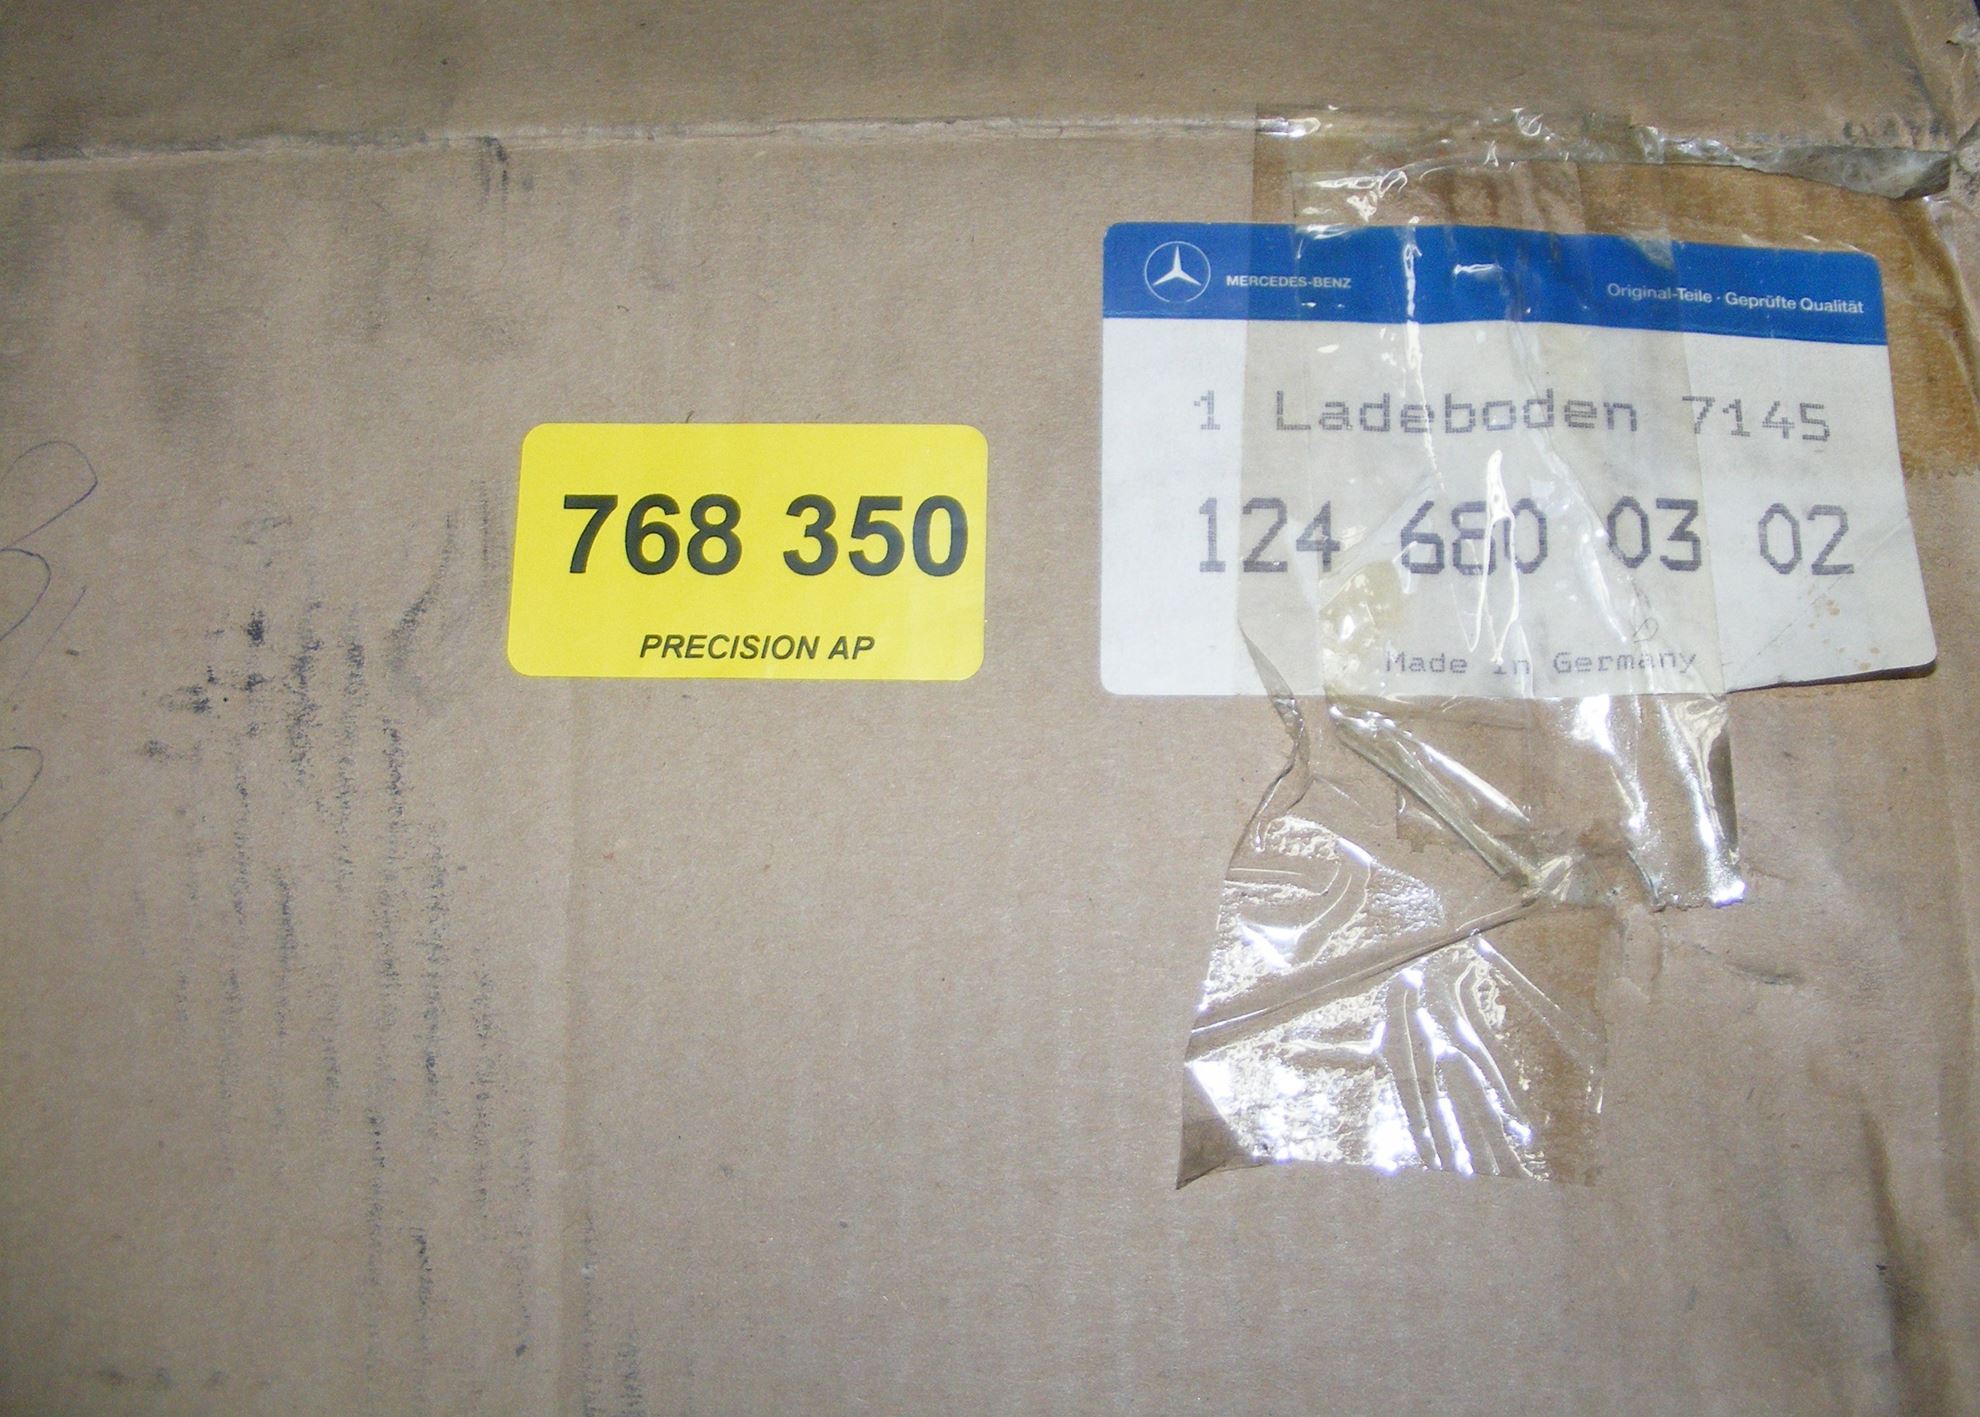 MERCEDES-BENZ
Original-Teile · Geprüfte Qualität
1 Ladeboden 7145
124 680 03 02
Made in Germany
768 350
PRECISION AP